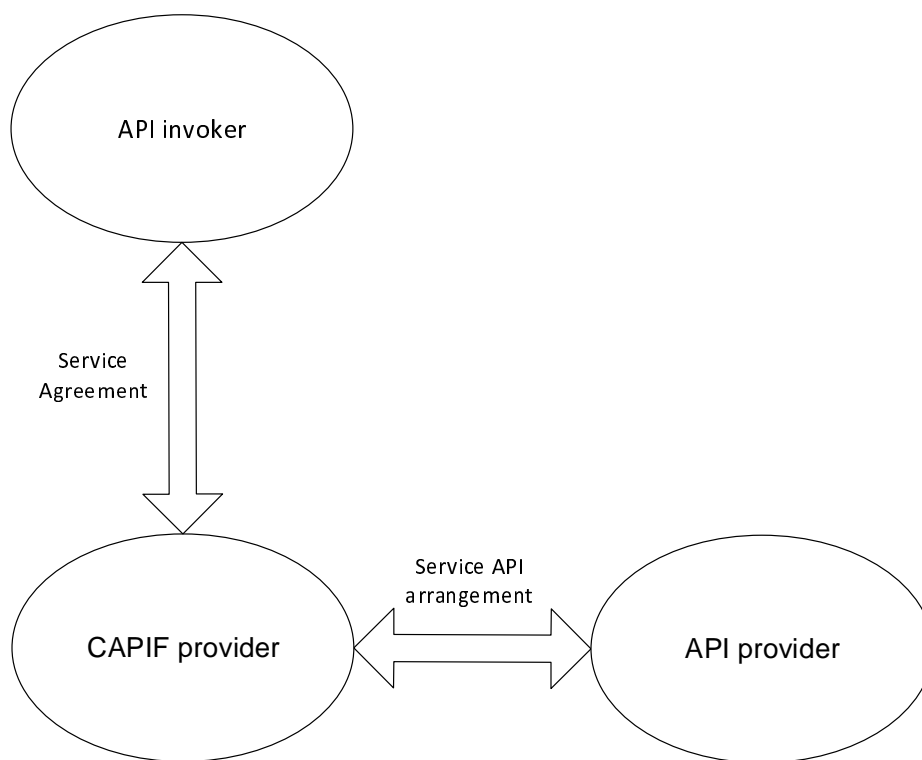 API invoker
Service
Agreement
Service API
arrangement
CAPIF provider
API provider